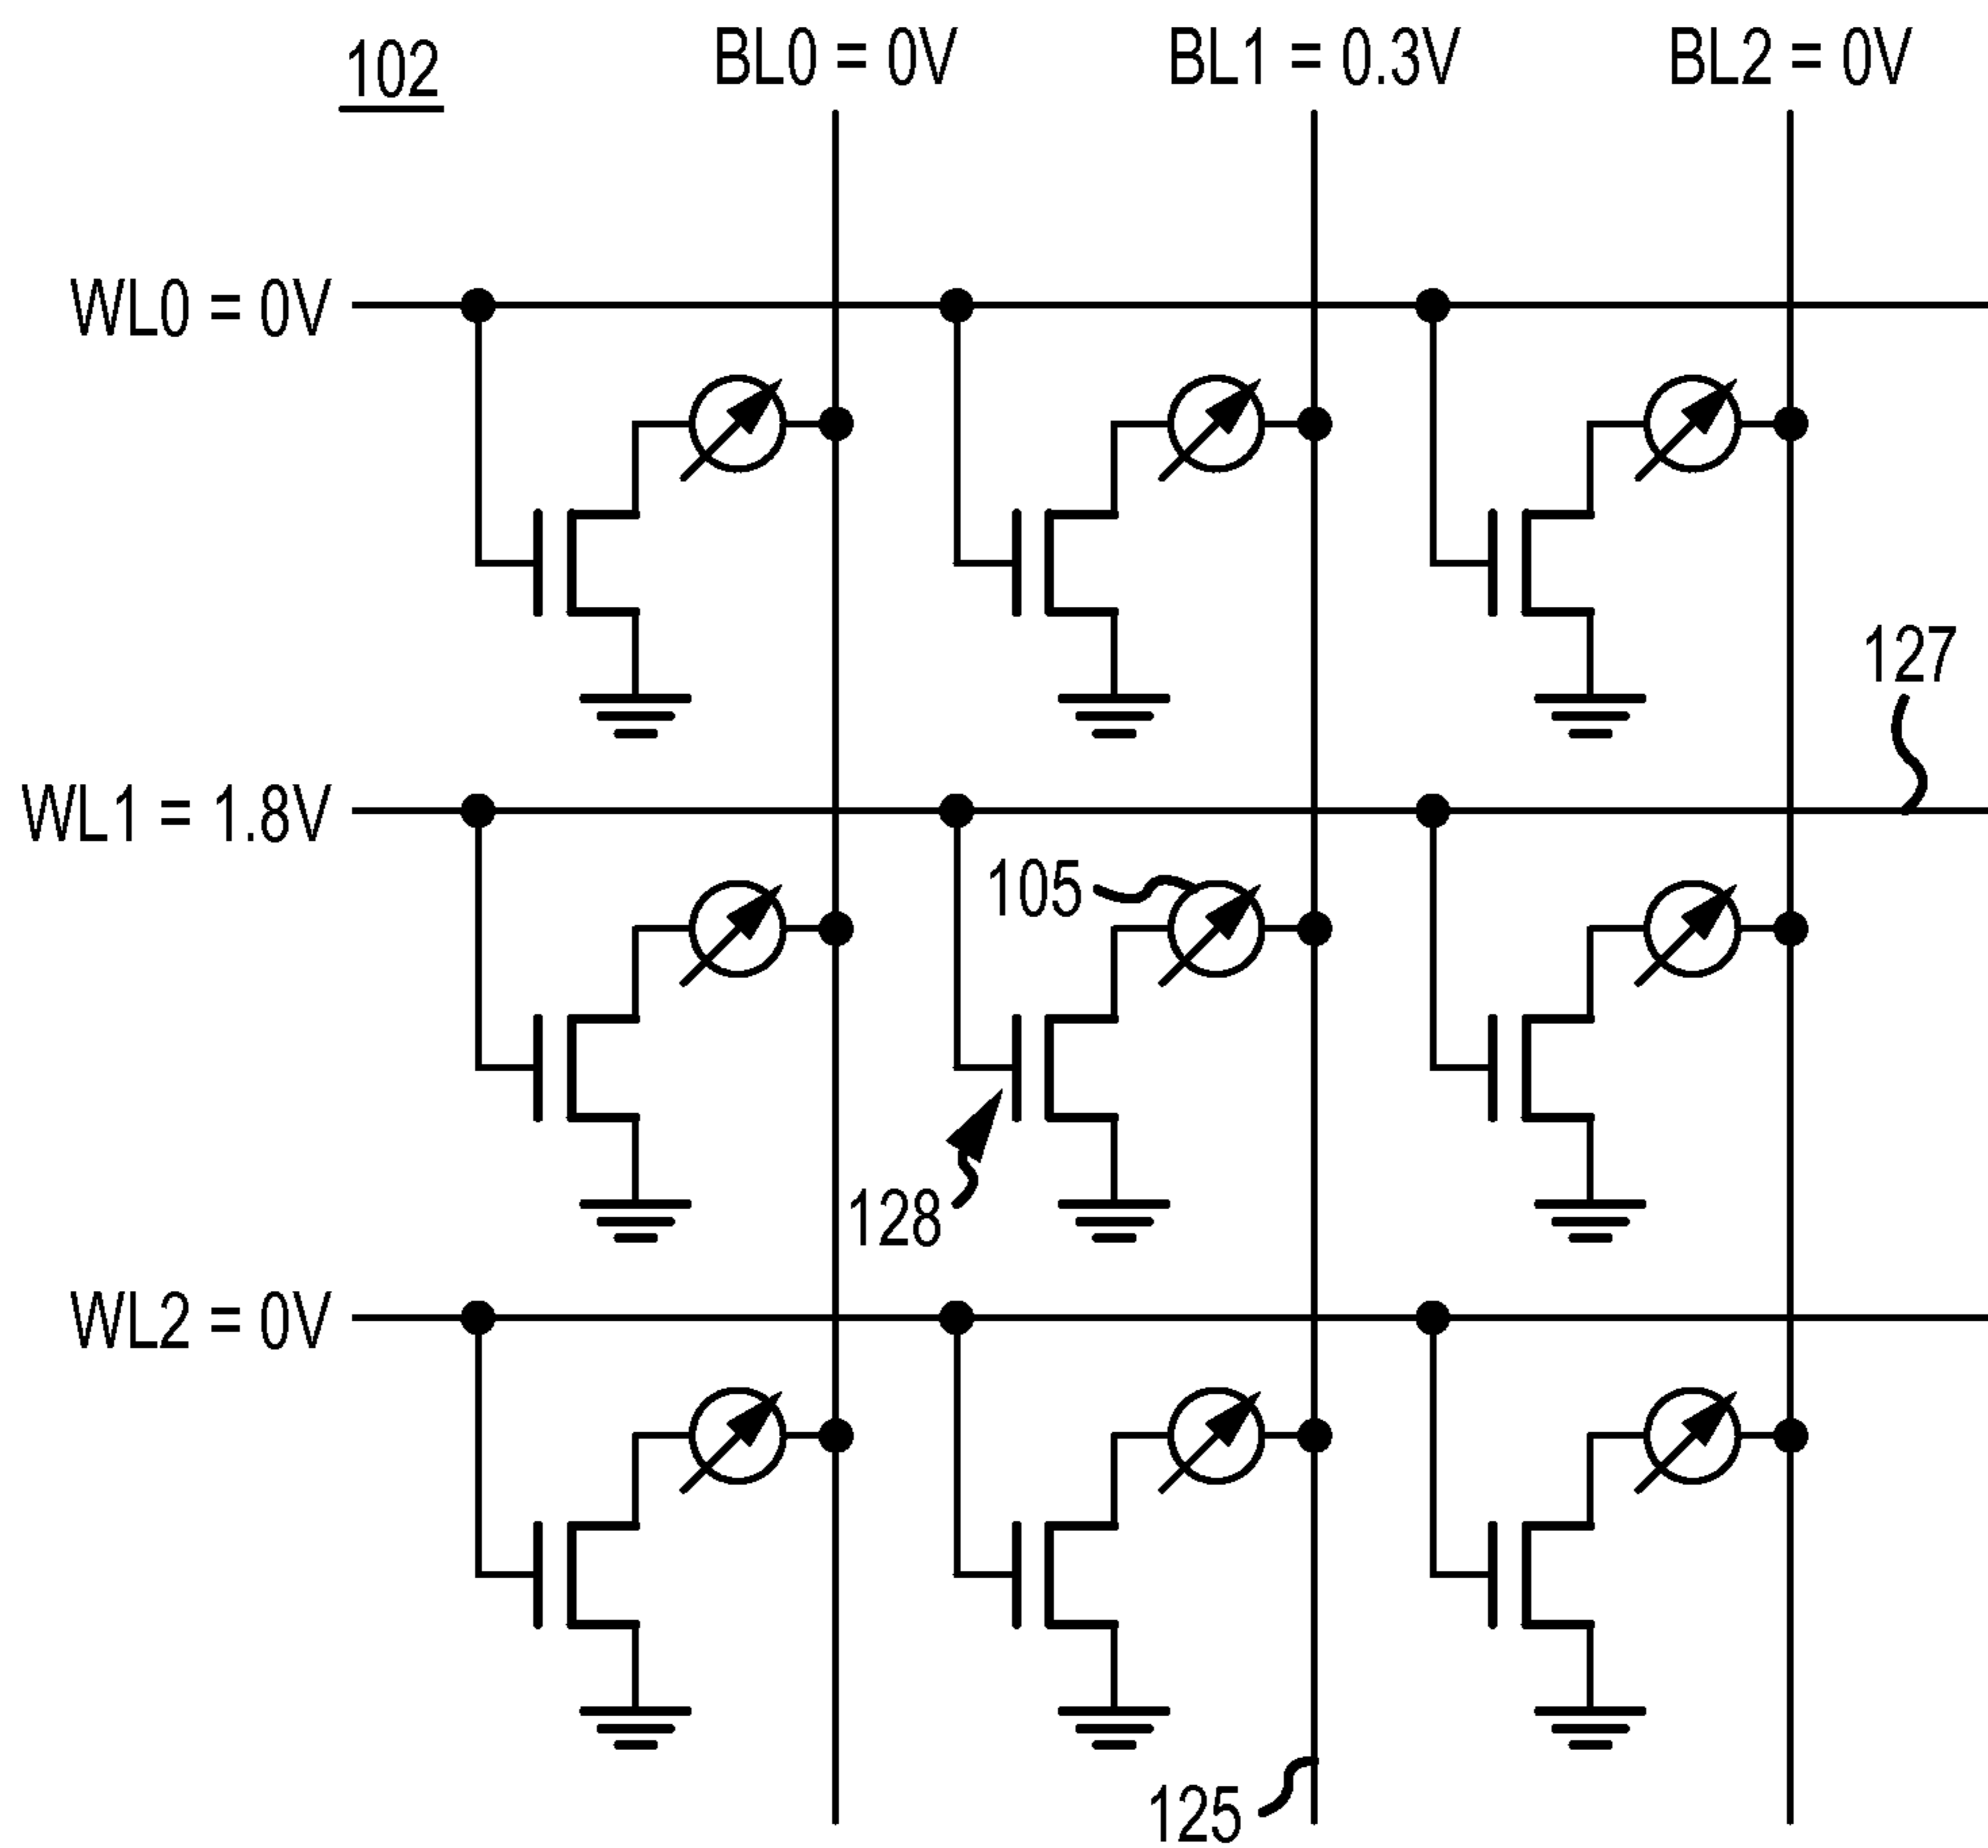 102
BL0 = 0V
BL1 = 0.3V
BL2 = 0V
WL0 = 0V
127
WL1 = 1.8V
105
128
WL2 = 0V
125